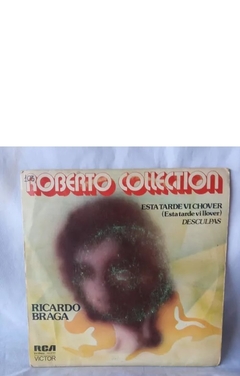 ROBERTO COLLECTION
ESTA TARDE VI CHOVER
(Esta tarde vi llover)
DESCULPAS
RICARDO
BRAGA
RCA
VICTOR